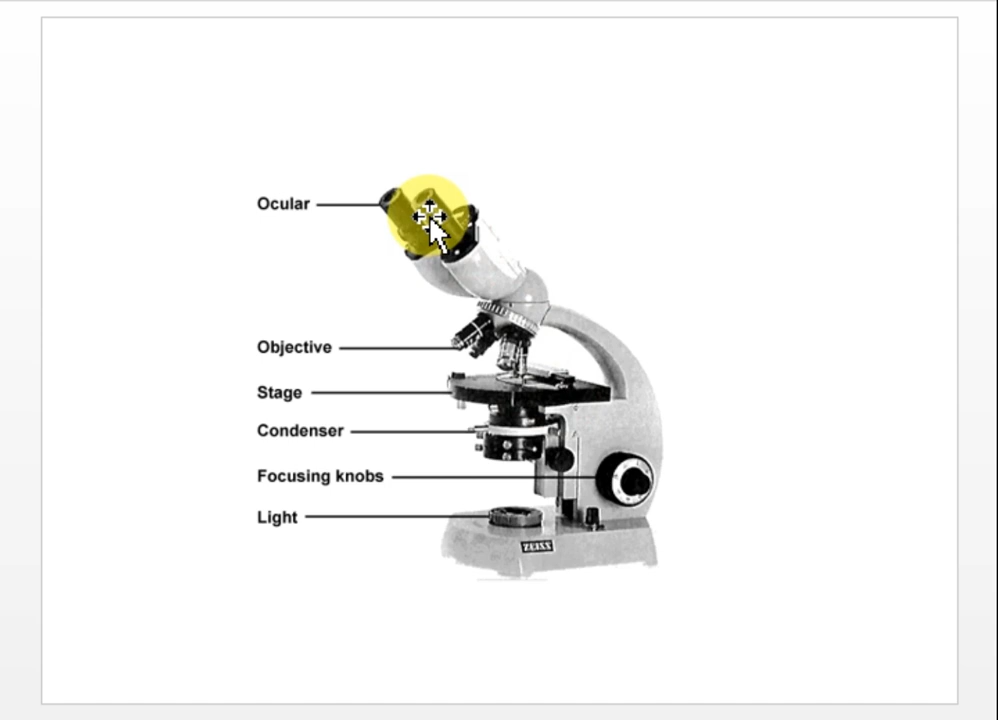 Ocular
Objective
Stage
Condenser
Focusing knobs
Light
ZEISS